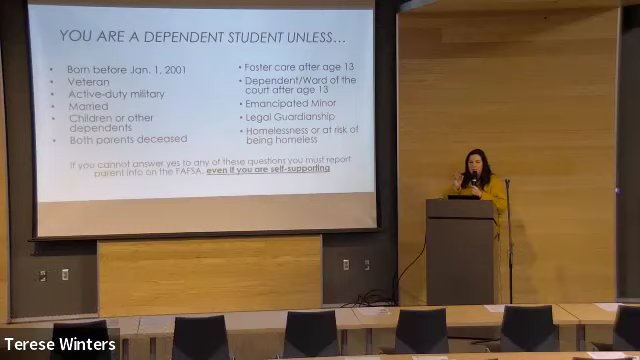 YOU ARE A DEPENDENT STUDENT UNLESS...
• Born before Jan. 1, 2001
• Veteran
• Active-duty military
• Married
• Children or other
dependents
• Both parents deceased
• Foster care after age 13
• Dependent/Ward of the
court after age 13
• Emancipated Minor
• Legal Guardianship
• Homelessness or at risk of
being homeless
If you cannot answer yes to any of these questions you must report
parent info on the FAFSA, even if you are self-supporting
Terese Winters